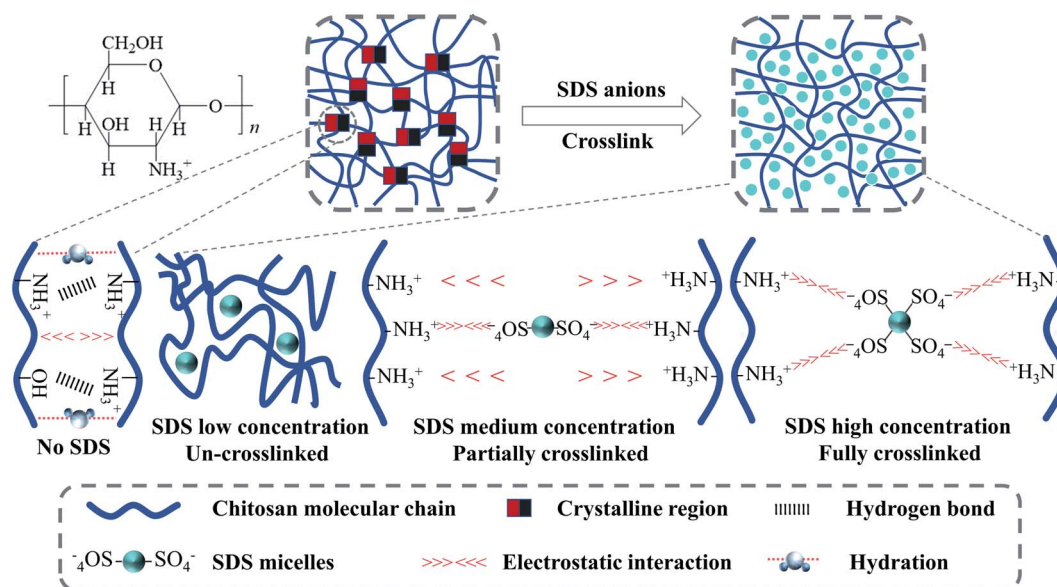 CH₂OH
O
H
H
OH
H
H
O
n
H
NH₃⁺
SDS anions
Crosslink
NH₃⁺
NH₃⁺
OH
NH₃⁺
No SDS
SDS low concentration
Un-crosslinked
NH₃⁺
⁺H₃N
NH₃⁺
⁻₄OS
SO₄⁻
⁺H₃N
NH₃⁺
⁺H₃N
SDS medium concentration
Partially crosslinked
NH₃⁺
⁺H₃N
⁻₄OS
SO₄⁻
⁻₄OS
SO₄⁻
NH₃⁺
⁺H₃N
SDS high concentration
Fully crosslinked
Chitosan molecular chain
Crystalline region
Hydrogen bond
⁻₄OS
SO₄⁻
SDS micelles
Electrostatic interaction
Hydration